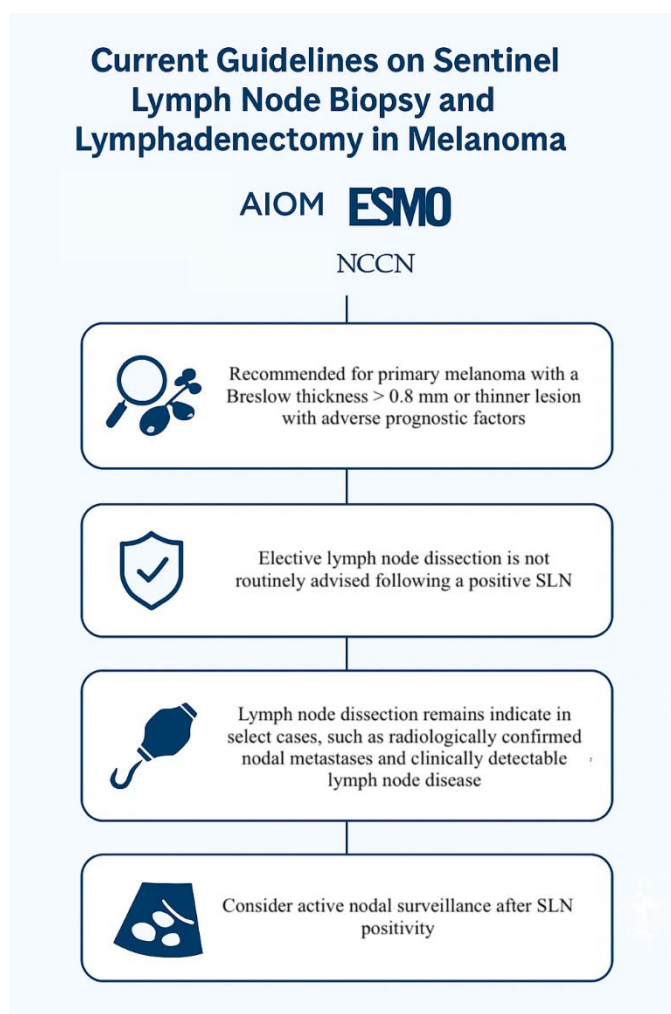 Current Guidelines on Sentinel
Lymph Node Biopsy and
Lymphadenectomy in Melanoma
AIOM ESMO
NCCN
Recommended for primary melanoma with a
Breslow thickness > 0.8 mm or thinner lesion
with adverse prognostic factors
Elective lymph node dissection is not
routinely advised following a positive SLN
Lymph node dissection remains indicate in
select cases, such as radiologically confirmed
nodal metastases and clinically detectable
lymph node disease
Consider active nodal surveillance after SLN
positivity